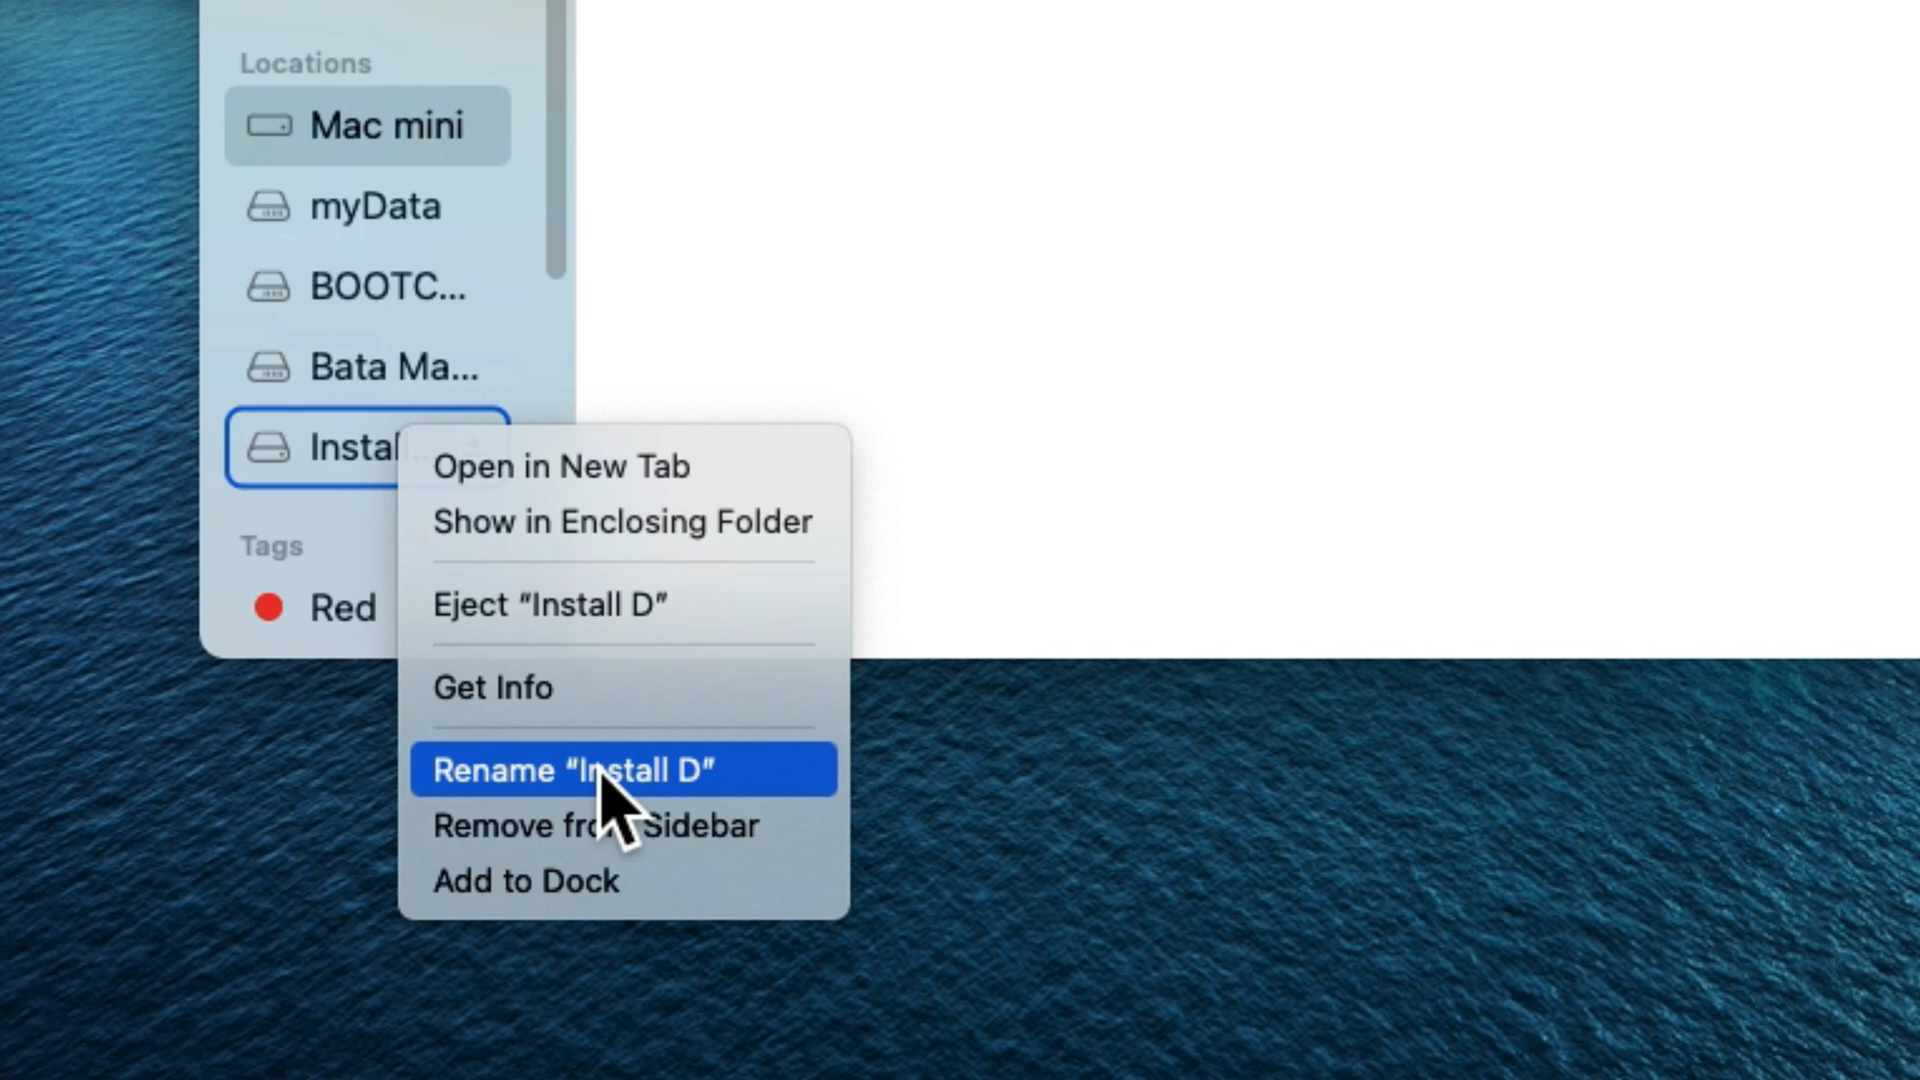 Locations
Mac mini
myData
BOOTC...
Bata Ma...
Instal...
Open in New Tab
Show in Enclosing Folder
Eject “Install D”
Tags
Red
Get Info
Rename “Install D”
Remove from Sidebar
Add to Dock